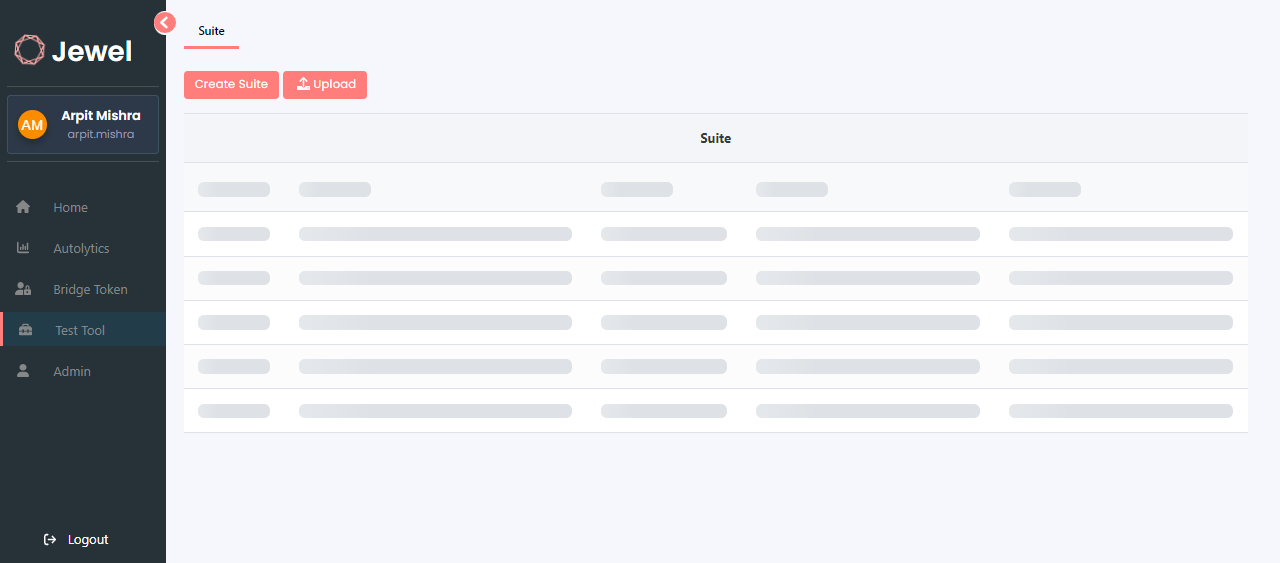 Jewel
AM
Arpit Mishra
arpit.mishra
Home
Autolytics
Bridge Token
Test Tool
Admin
Logout
Suite
Create Suite
Upload
Suite